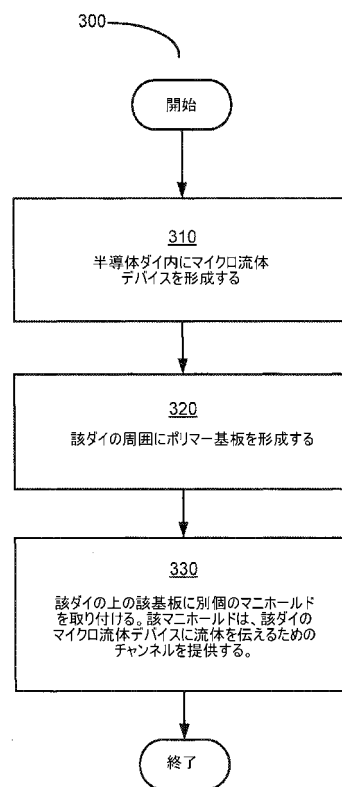 300
開始
310
半導体ダイ内にマイクロ流体
デバイスを形成する
320
該ダイの周囲にポリマー基板を形成する
330
該ダイの上の該基板に別個のマニホールド
を取り付ける。該マニホールドは、該ダイの
マイクロ流体デバイスに流体を伝えるための
チャンネルを提供する。
終了